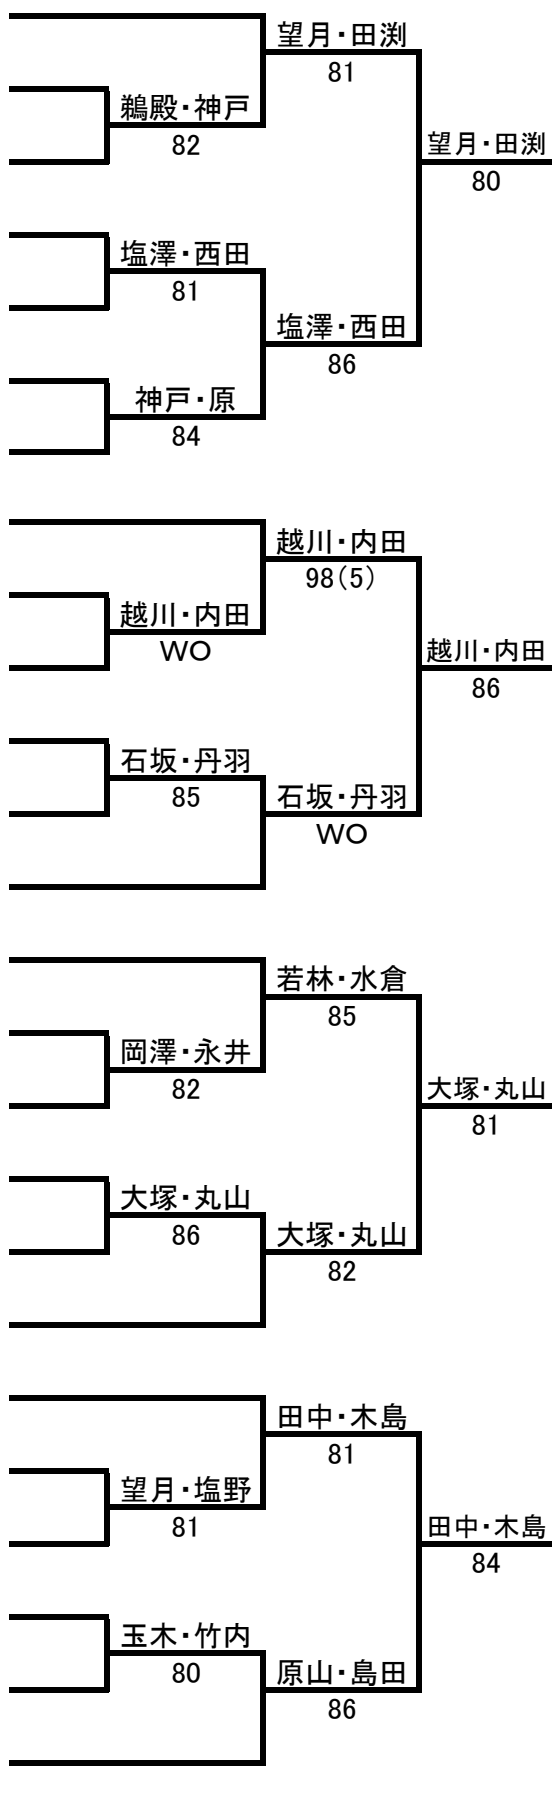 望月・田渕
81
鵜殿・神戸
82
望月・田渕
80
塩澤・西田
81
塩澤・西田
86
神戸・原
84
越川・内田
98(5)
越川・内田
WO
越川・内田
86
石坂・丹羽
85
石坂・丹羽
WO
若林・水倉
85
岡澤・永井
82
大塚・丸山
81
大塚・丸山
86
大塚・丸山
82
田中・木島
81
望月・塩野
81
田中・木島
84
玉木・竹内
80
原山・島田
86